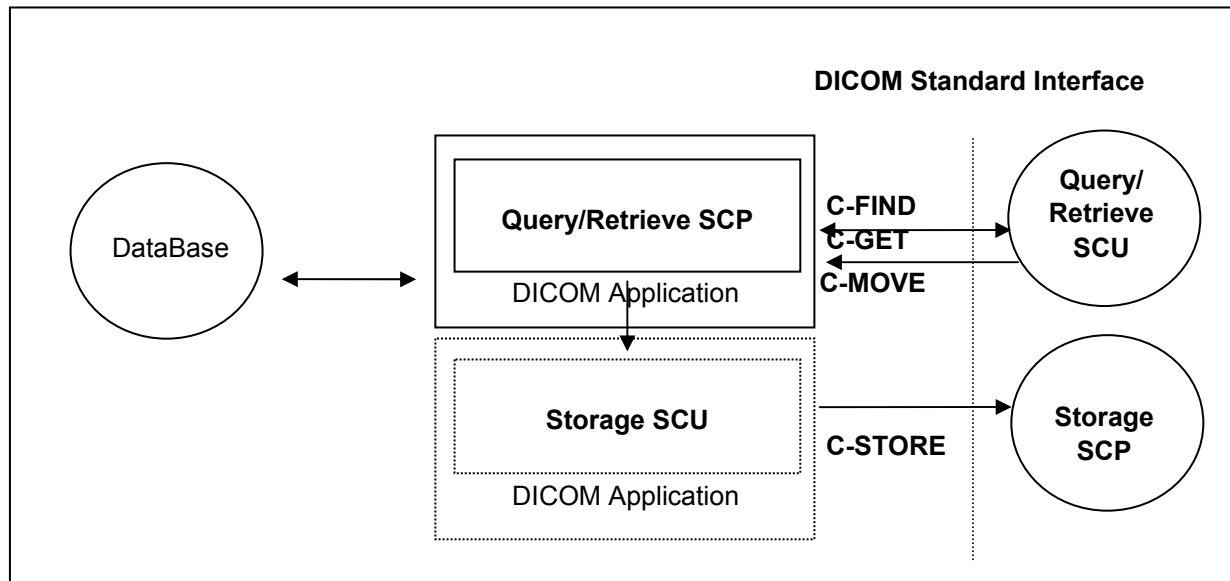 DICOM Standard Interface
DataBase
Query/Retrieve SCP
DICOM Application
C-FIND
C-GET
C-MOVE
Query/
Retrieve
SCU
Storage SCU
DICOM Application
C-STORE
Storage
SCP